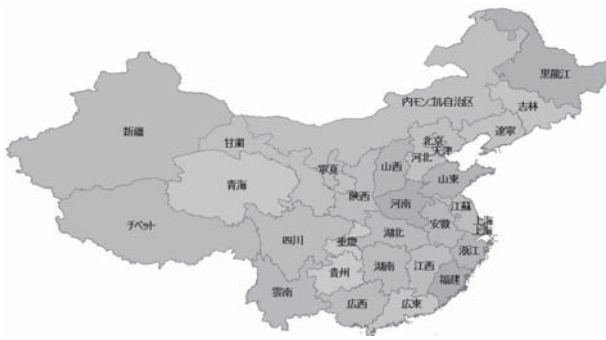 黒龍江
内モンゴル自治区
吉林
新疆
遼寧
甘粛
北京
天津
河北
寧夏
山西
山東
青海
陝西
河南
江蘇
チベット
安徽
上海
上海
四川
湖北
重慶
浙江
湖南
江西
貴州
福建
雲南
広西
広東